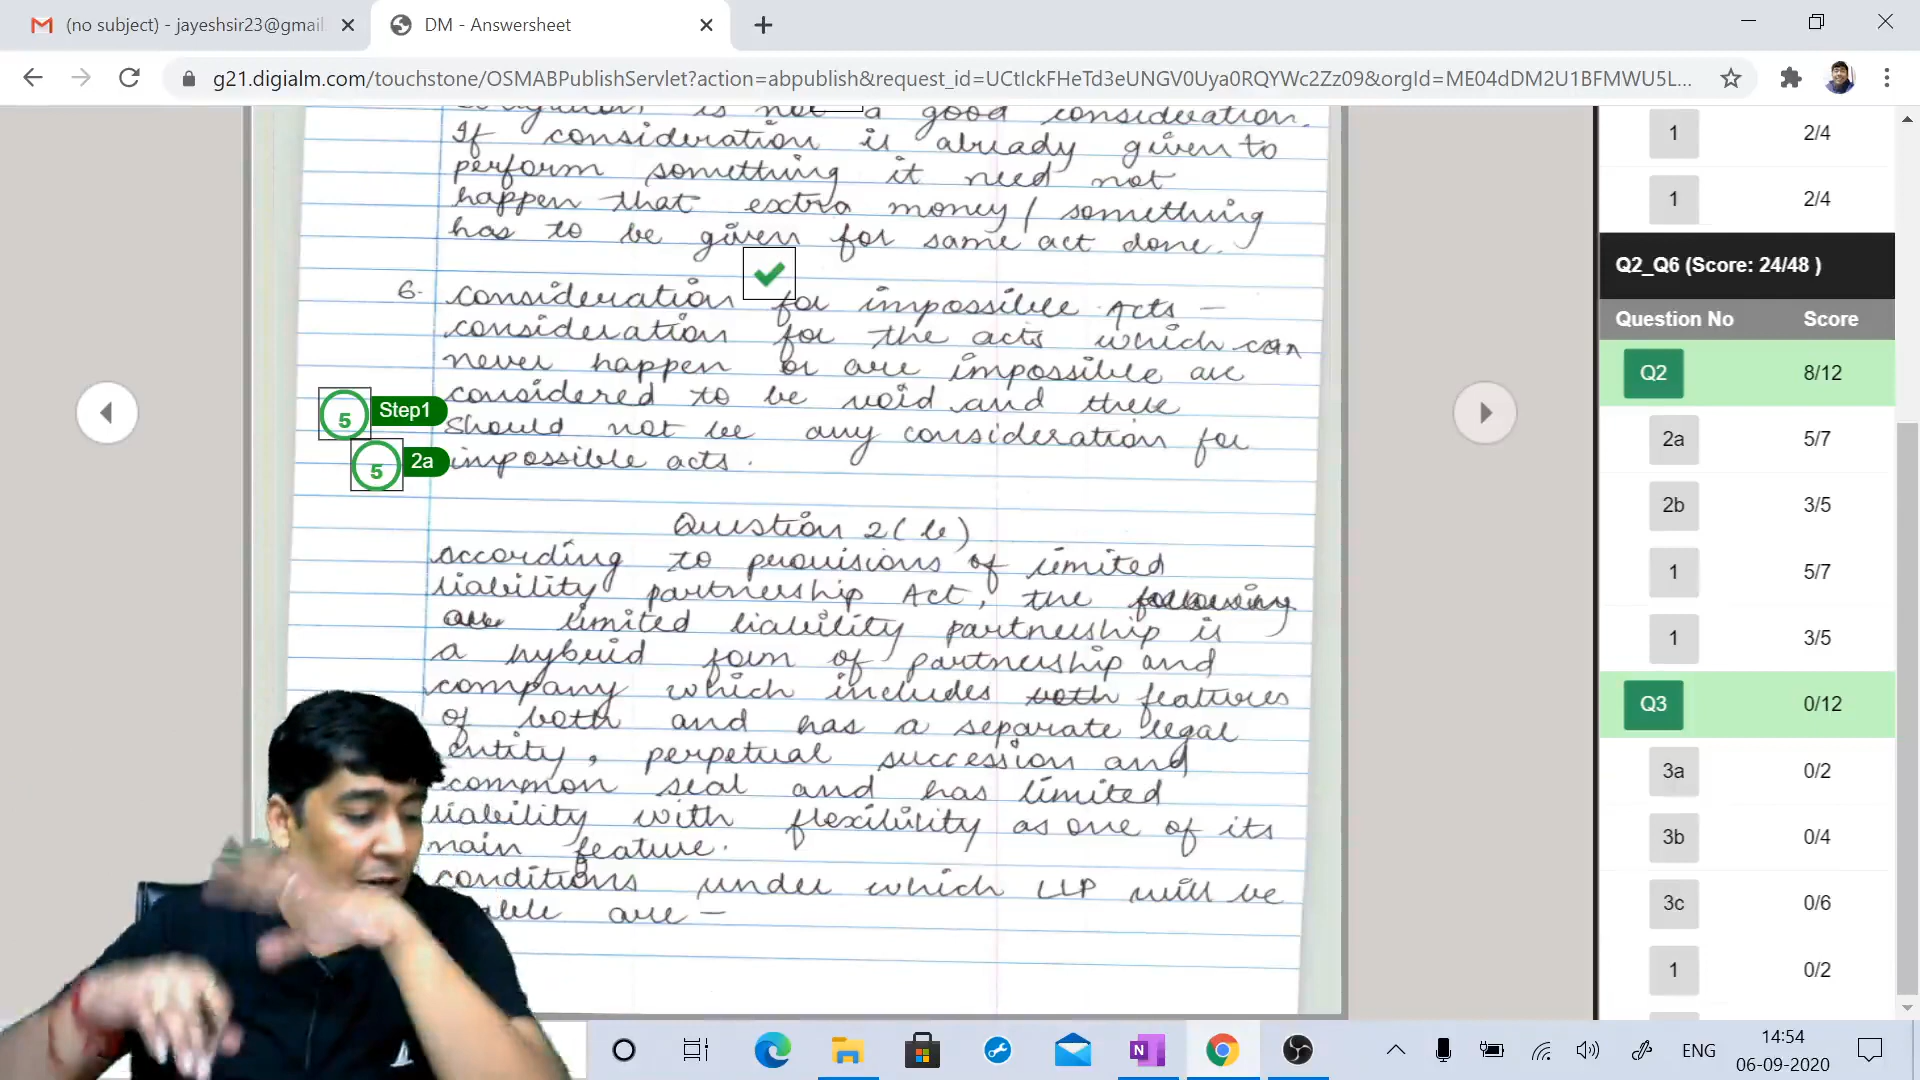 (no subject) - jayeshsir23@gmail.
DM - Answersheet
g21.digialm.com/touchstone/OSMABPublishServlet?action=abpublish&request_id=UCtIckFHeTd3eUNGV0Uya0RQYWc2Zz09&orgId=ME04dDM2U1BFMWU5L...
is not a good consideration.
If consideration is already given to
perform something it need not
happen that extra money / something
has to be given for same act done.
6. consideration for impossible Acts -
consideration for the acts which can
never happen or are impossible are
considered to be void and there
should not be any consideration for
impossible acts.
5 Step1
5 2a
Question 2(b)
according to provisions of limited
liability partnership Act, the following
are limited liability partnership is
a hybrid form of partnership and
company which includes both features
of both and has a separate legal
entity, perpetual succession and
common seal and has limited
liability with flexibility as one of its
main feature.
conditions under which LLP will be
are -
1 2/4
1 2/4
Q2_Q6 (Score: 24/48 )
Question No Score
Q2 8/12
2a 5/7
2b 3/5
1 5/7
1 3/5
Q3 0/12
3a 0/2
3b 0/4
3c 0/6
1 0/2
ENG
14:54
06-09-2020